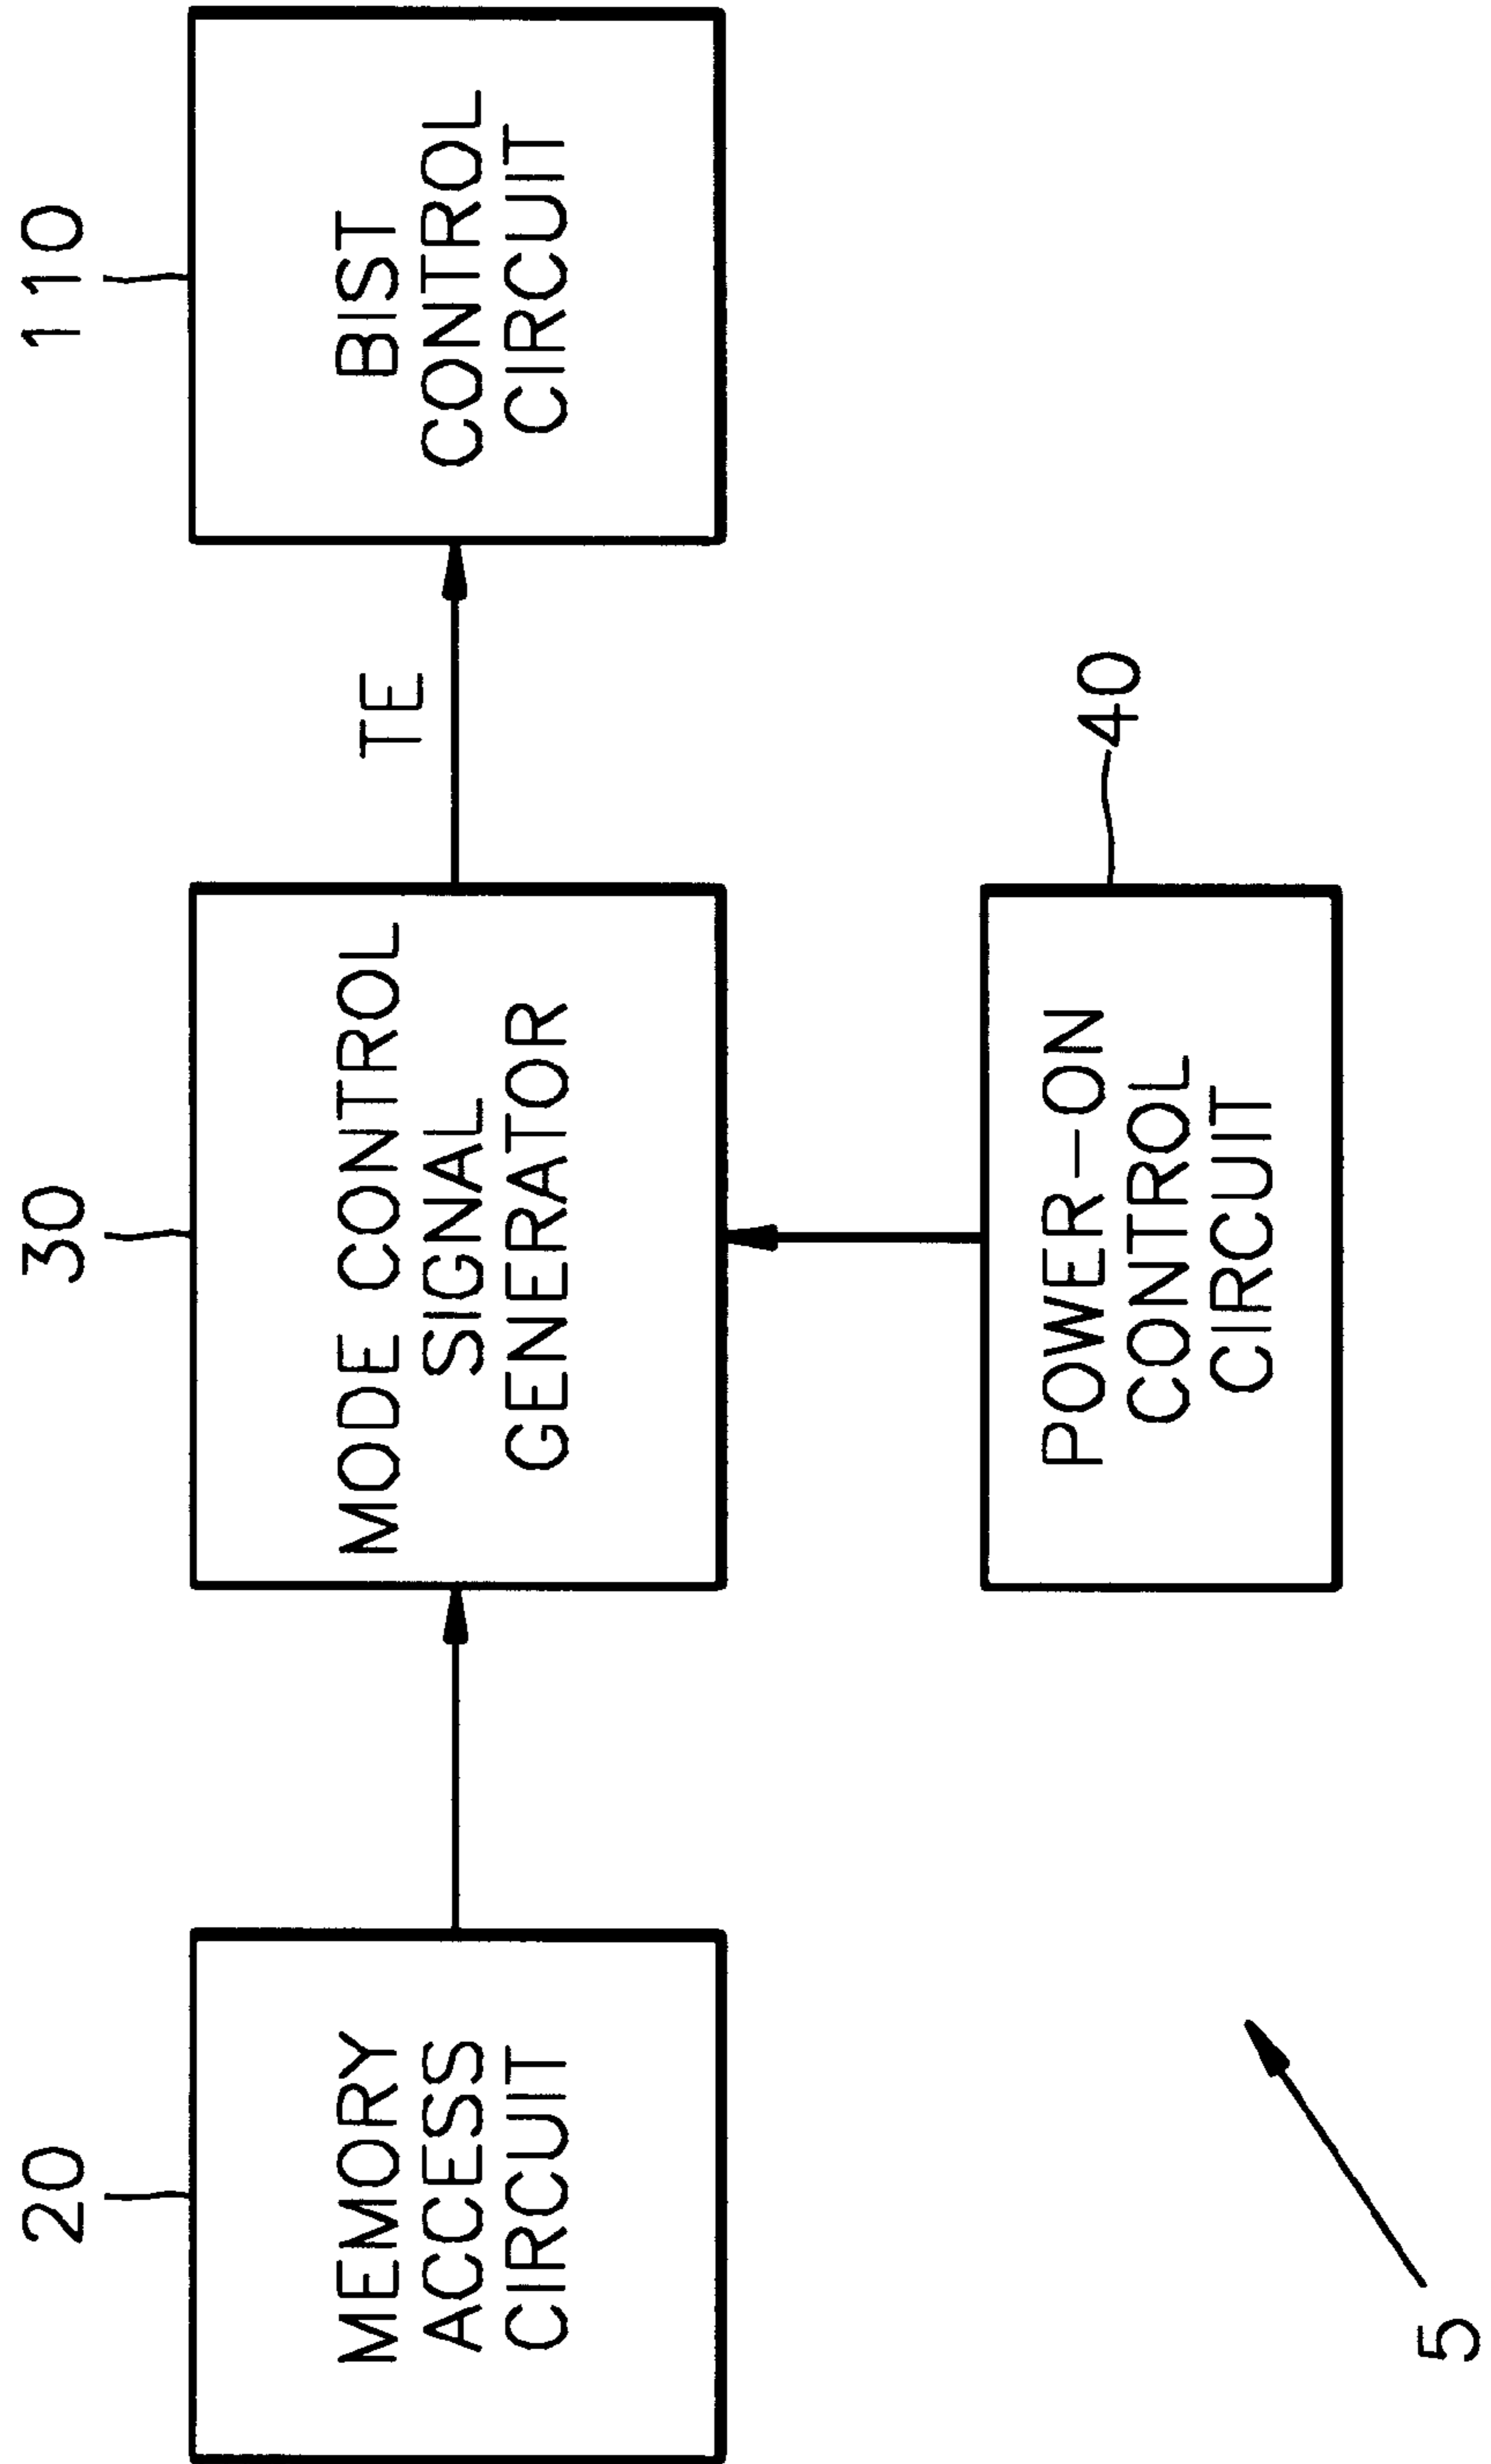 20
MEMORY
ACCESS
CIRCUIT
30
MODE CONTROL
SIGNAL
GENERATOR
TE
110
BIST
CONTROL
CIRCUIT
POWER-ON
CONTROL
CIRCUIT
40
5